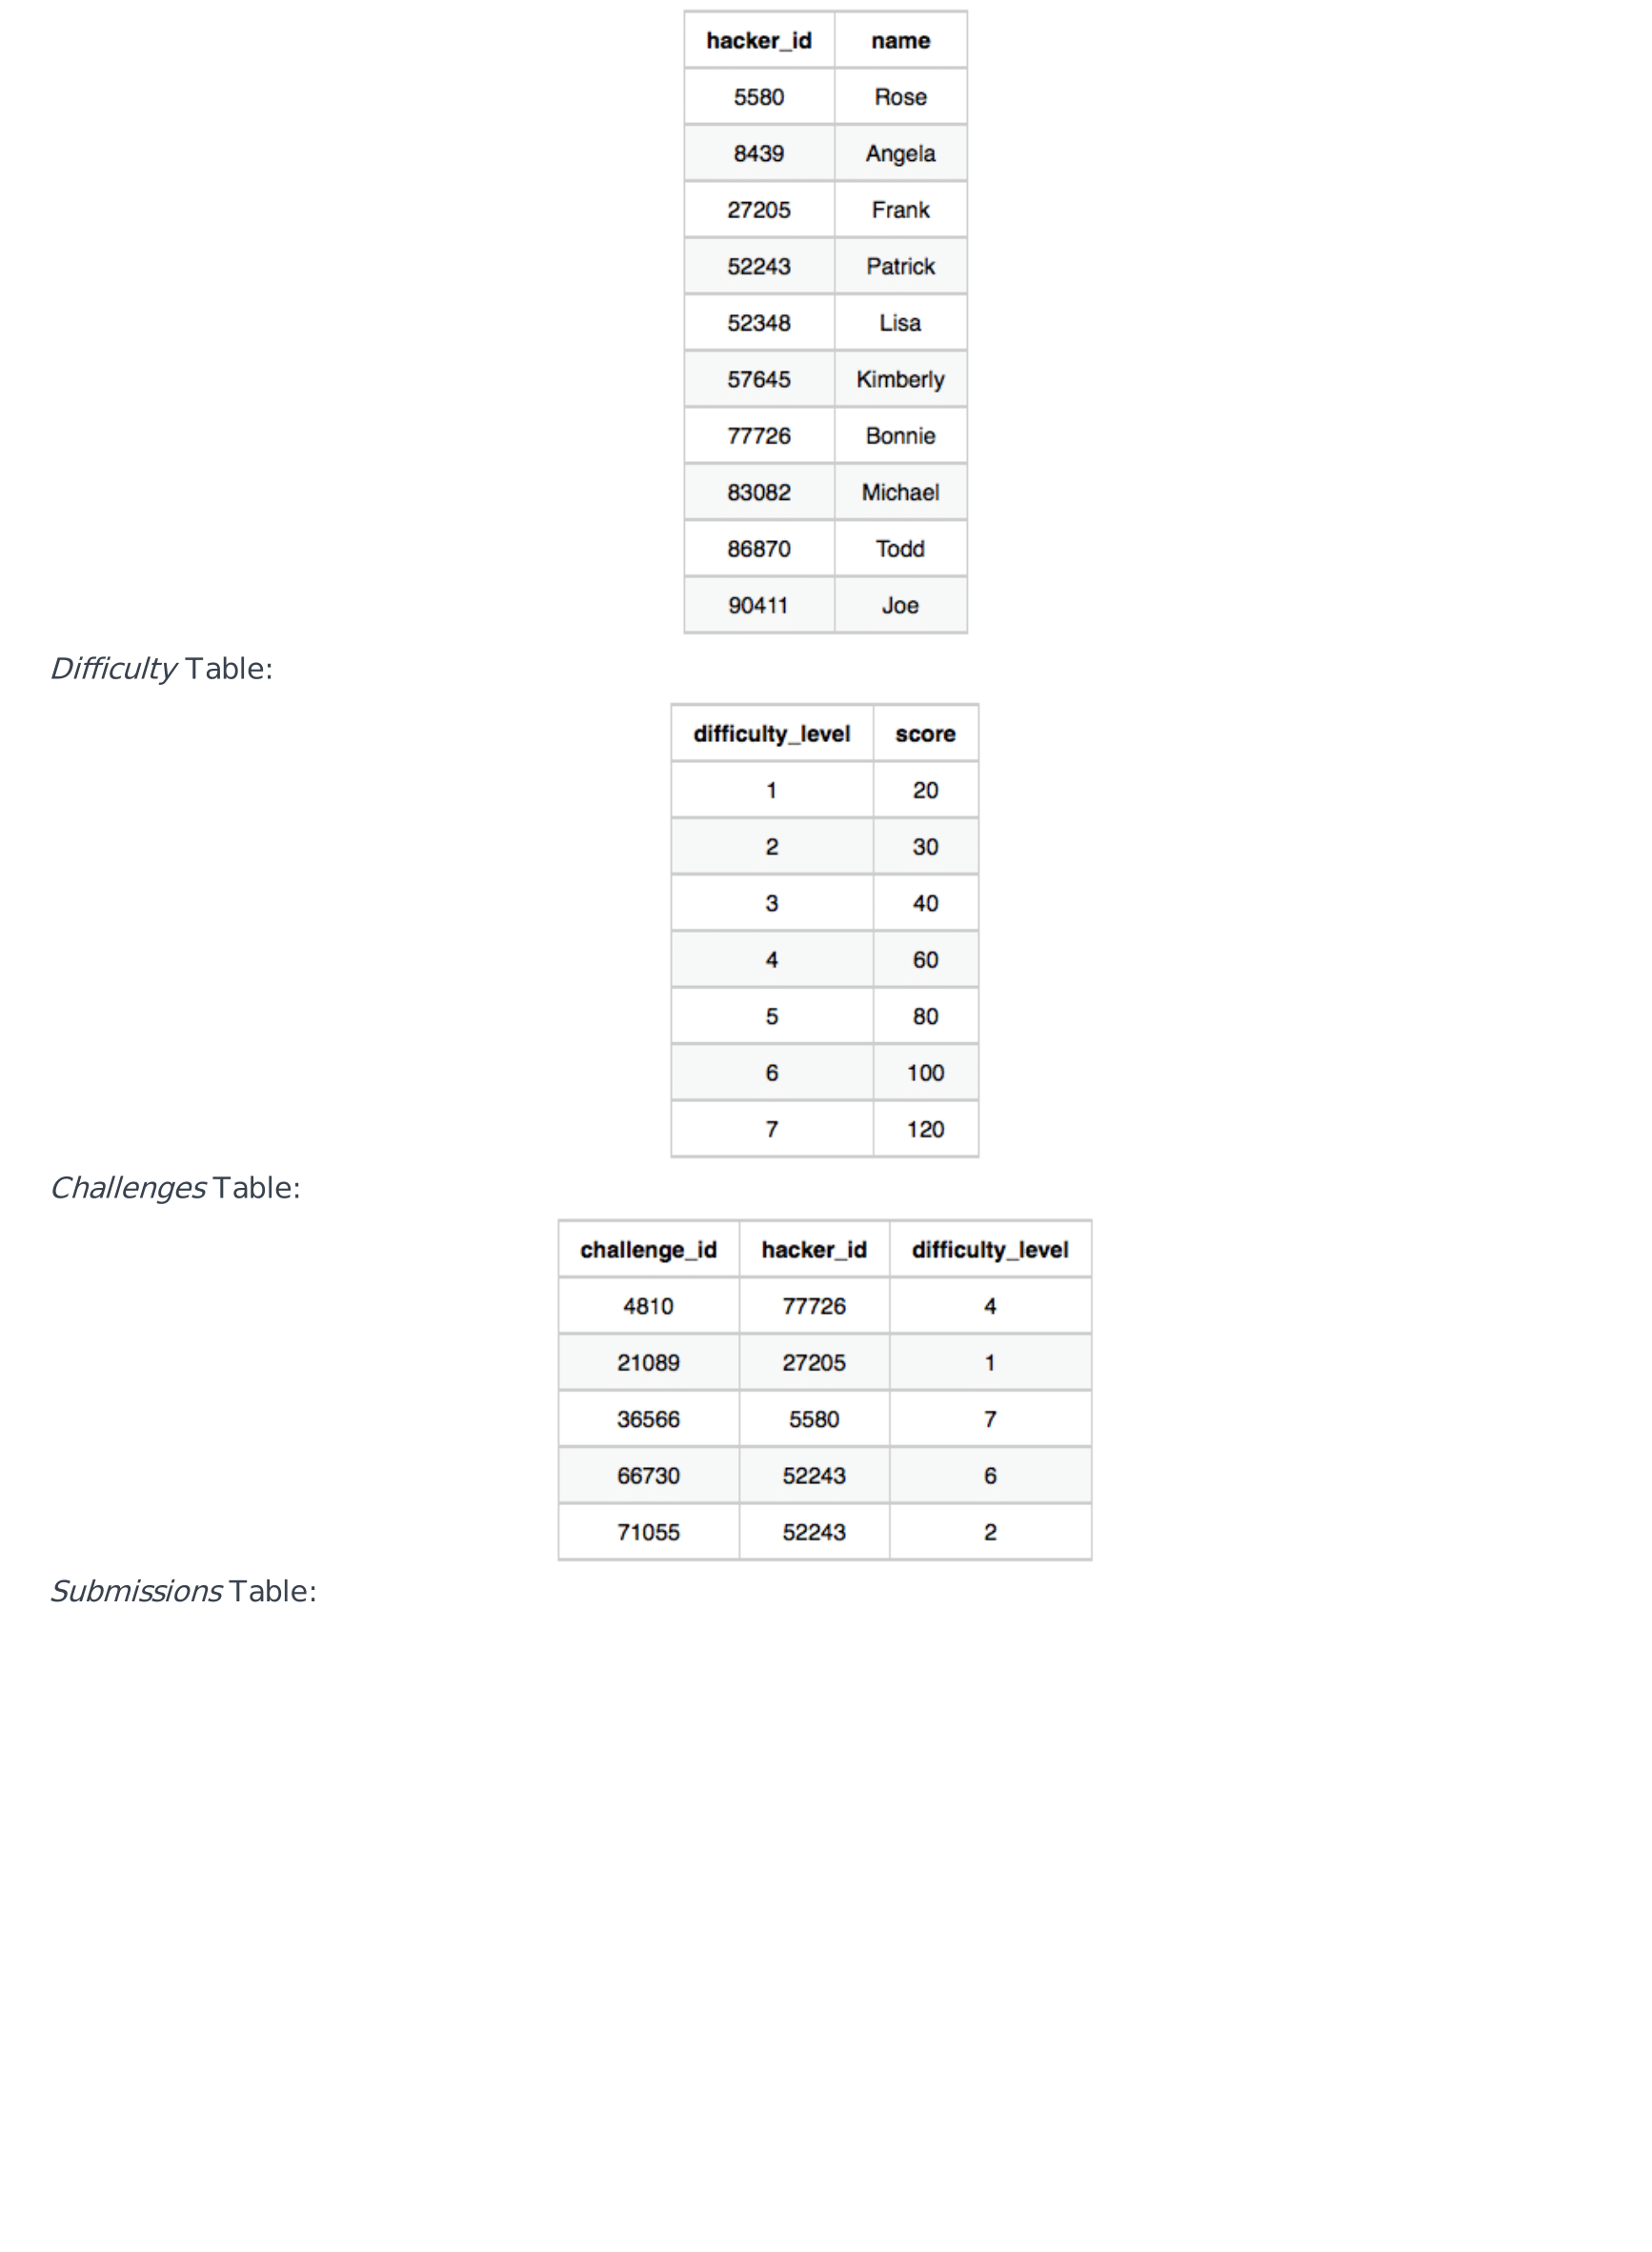 hacker_id name
5580 Rose
8439 Angela
27205 Frank
52243 Patrick
52348 Lisa
57645 Kimberly
77726 Bonnie
83082 Michael
86870 Todd
90411 Joe
Difficulty Table:
difficulty_level score
1 20
2 30
3 40
4 60
5 80
6 100
7 120
Challenges Table:
challenge_id hacker_id difficulty_level
4810 77726 4
21089 27205 1
36566 5580 7
66730 52243 6
71055 52243 2
Submissions Table: